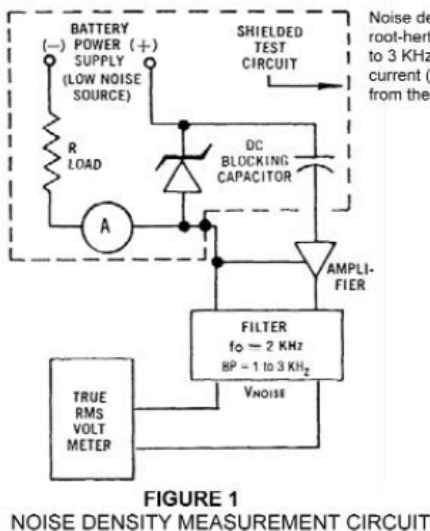 BATTERY
(-) POWER (+)
SUPPLY
(LOW NOISE
SOURCE)
SHIELDED
TEST
CIRCUIT
Noise de
root-hert
to 3 KHz
current (
from the
R
LOAD
DC
BLOCKING
CAPACITOR
A
AMPLI-
FIER
FILTER
fo = 2 KHz
BP = 1 to 3 KHz
VNOISE
TRUE
RMS
VOLT
METER
FIGURE 1
NOISE DENSITY MEASUREMENT CIRCUIT